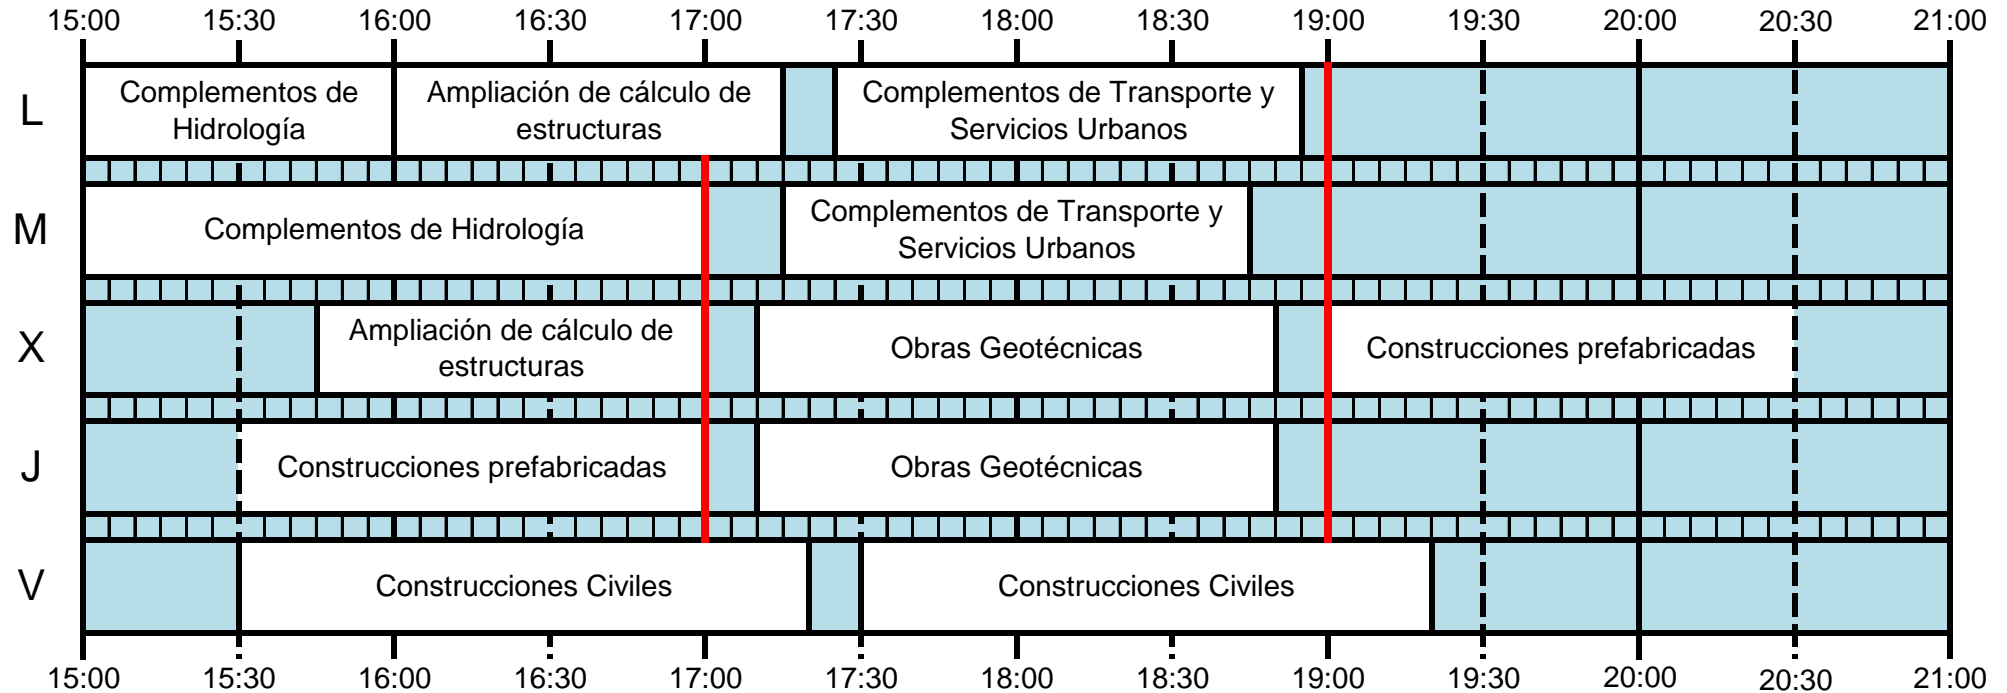 15:00 15:30 16:00 16:30 17:00 17:30 18:00 18:30 19:00 19:30 20:00 20:30 21:00
L
Complementos de
Hidrología
Ampliación de cálculo de
estructuras
Complementos de Transporte y
Servicios Urbanos
M
Complementos de Hidrología
Complementos de Transporte y
Servicios Urbanos
X
Ampliación de cálculo de
estructuras
Obras Geotécnicas
Construcciones prefabricadas
J
Construcciones prefabricadas
Obras Geotécnicas
V
Construcciones Civiles
Construcciones Civiles
15:00 15:30 16:00 16:30 17:00 17:30 18:00 18:30 19:00 19:30 20:00 20:30 21:00